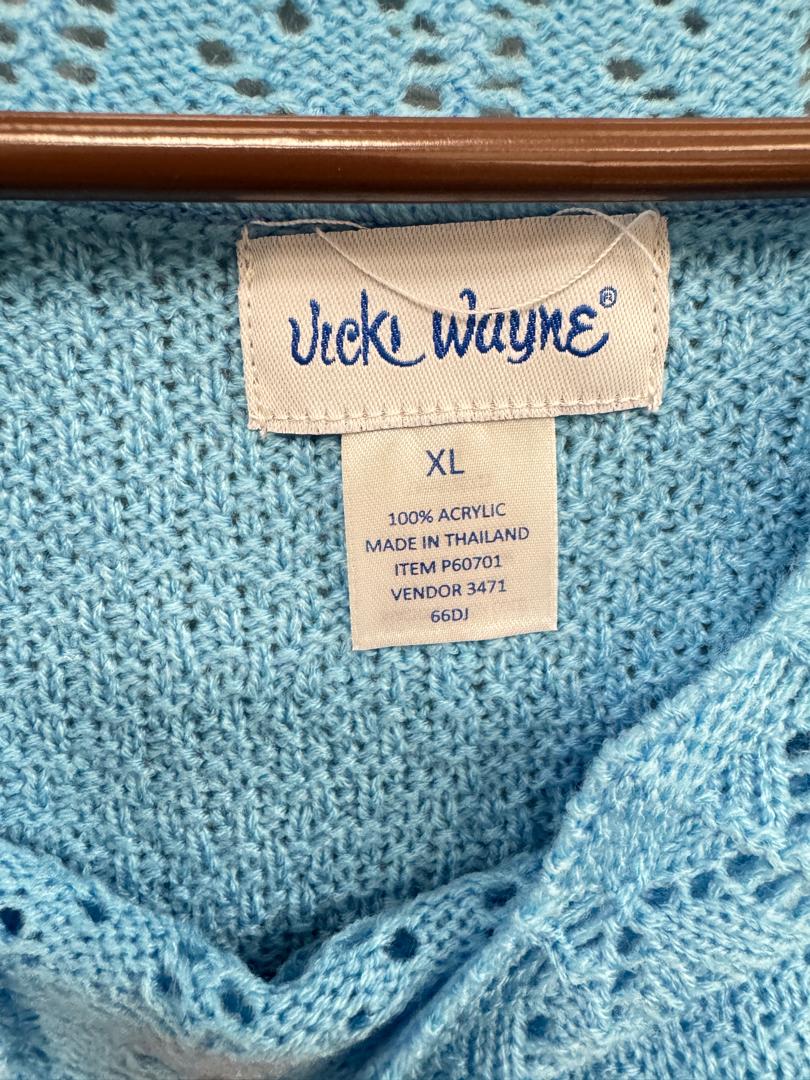 Vicki Wayne®
XL
100% ACRYLIC
MADE IN THAILAND
ITEM P60701
VENDOR 3471
66DJ